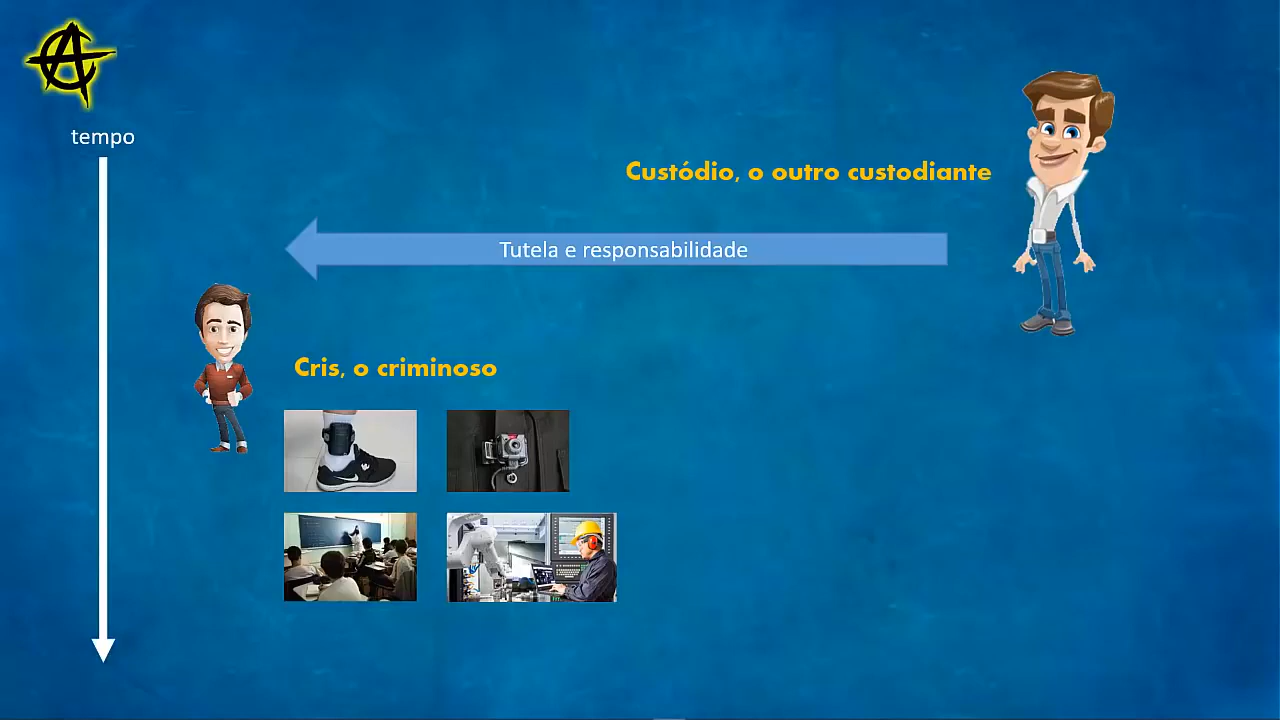 tempo
Custódio, o outro custodiante
Tutela e responsabilidade
Cris, o criminoso